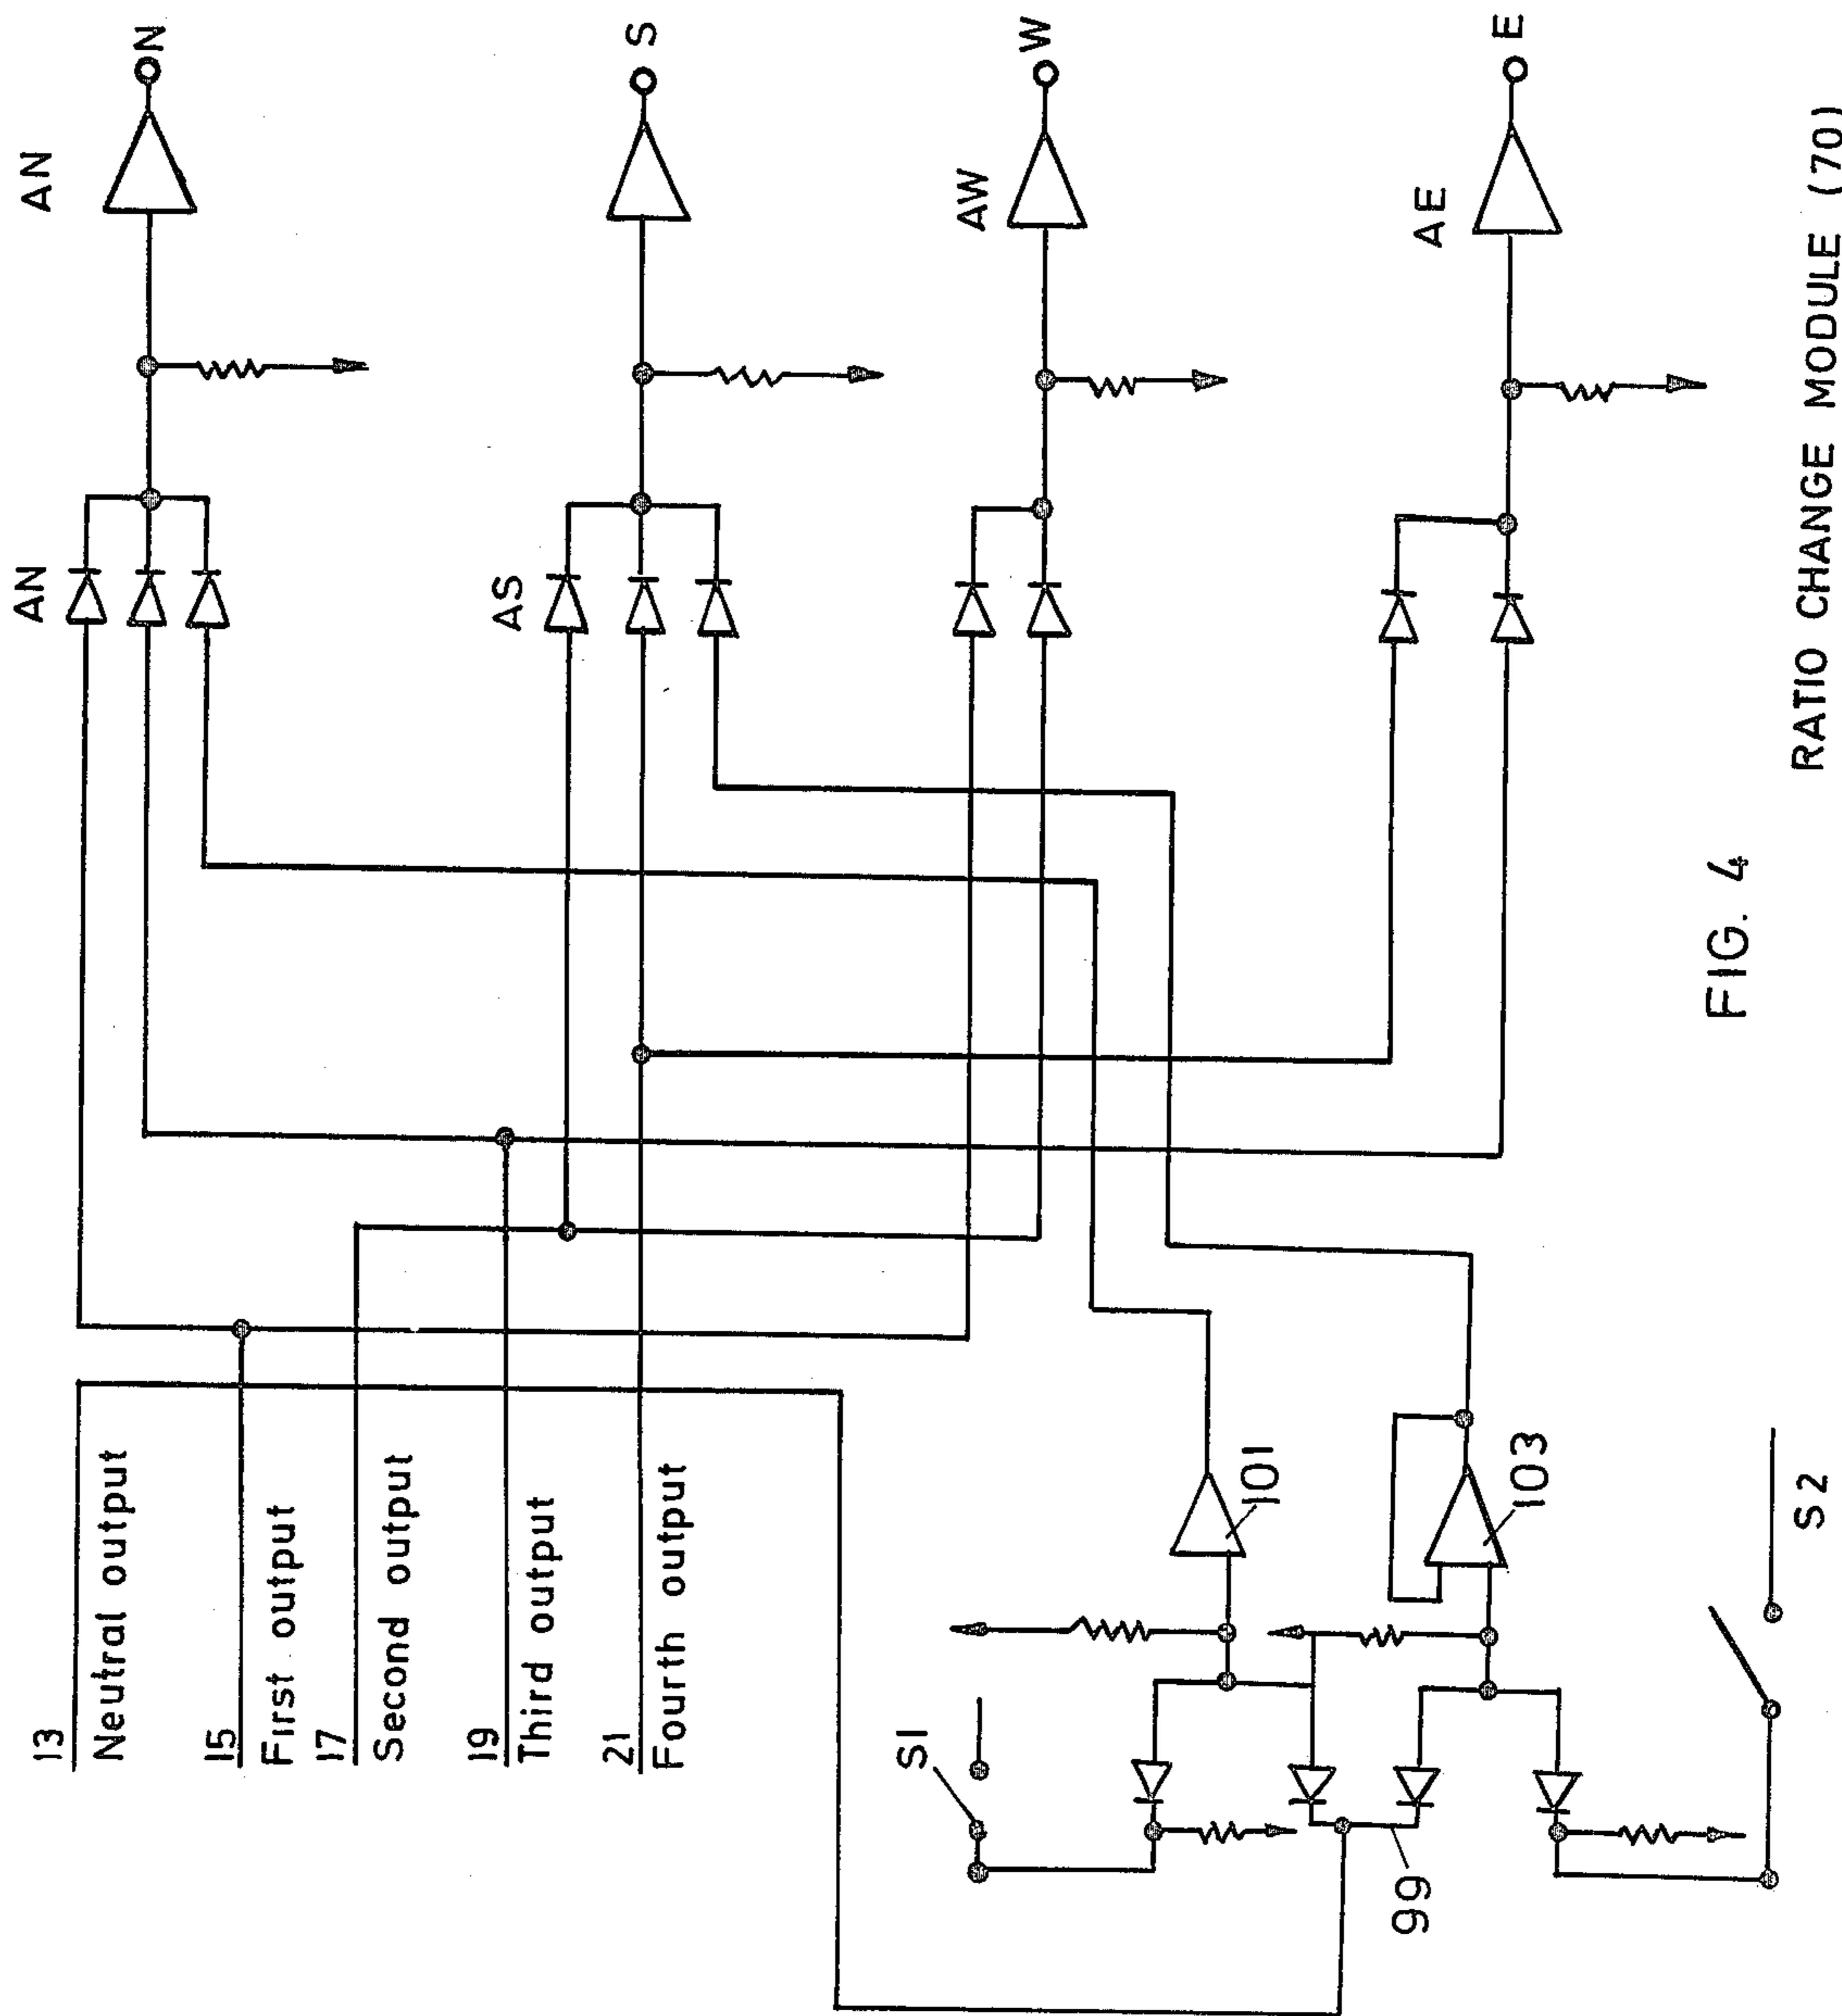 13
Neutral output
15
First output
17
Second output
19
Third output
21
Fourth output
AN
AN
N
AS
S
AW
W
AE
E
S1
101
103
99
S2
FIG. 4
RATIO CHANGE MODULE (70)